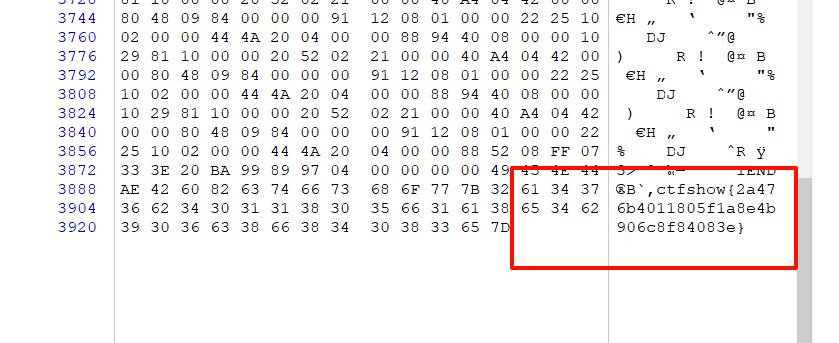 3744 80 48 09 84 00 00 00 91 12 08 01 00 00 22 25 10 €H „ ‘ "%
3760 02 00 00 44 4A 20 04 00 00 88 94 40 08 00 00 10 DJ ˆ”@
3776 29 81 10 00 00 20 52 02 21 00 00 40 A4 04 42 00 ) R ! @¤ B
3792 00 80 48 09 84 00 00 00 91 12 08 01 00 00 22 25 €H „ ‘ "%
3808 10 02 00 00 44 4A 20 04 00 00 88 94 40 08 00 00 DJ ˆ”@
3824 10 29 81 10 00 00 20 52 02 21 00 00 40 A4 04 42 ) R ! @¤ B
3840 00 00 80 48 09 84 00 00 00 91 12 08 01 00 00 22 €H „ ‘ "
3856 25 10 02 00 00 44 4A 20 04 00 00 88 52 08 FF 07 % DJ ˆR ÿ
3872 33 3E 20 BA 99 89 97 04 00 00 00 00 49 45 4E 44 IEND
3888 AE 42 60 82 63 74 66 73 68 6F 77 7B 32 61 34 37 ®B`‚ctfshow{2a47
3904 36 62 34 30 31 31 38 30 35 66 31 61 38 65 34 62 6b4011805f1a8e4b
3920 39 30 36 63 38 66 38 34 30 38 33 65 7D 906c8f84083e}